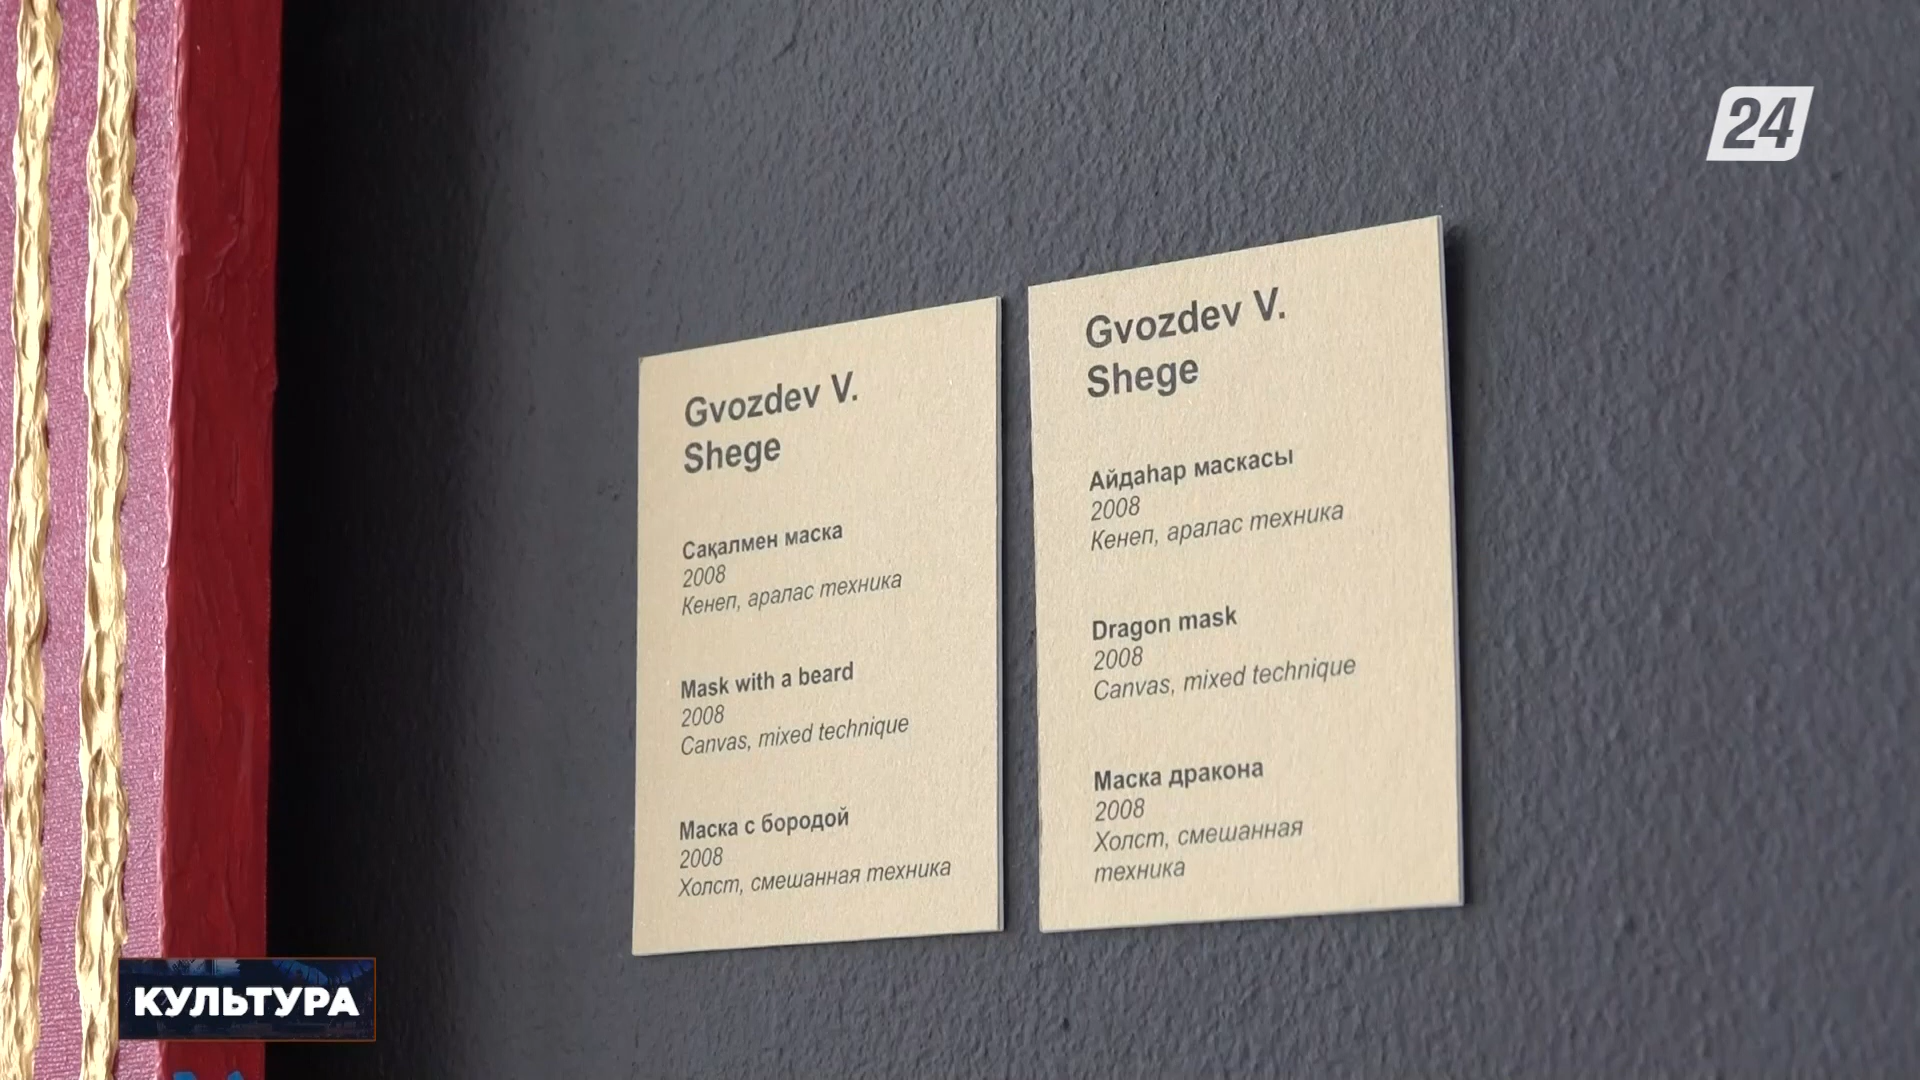 24
Gvozdev V.
Shege
Сақалмен маска
2008
Кенеп, аралас техника
Mask with a beard
2008
Canvas, mixed technique
Маска с бородой
2008
Холст, смешанная техника
Gvozdev V.
Shege
Айдаһар маскасы
2008
Кенеп, аралас техника
Dragon mask
2008
Canvas, mixed technique
Маска дракона
2008
Холст, смешанная
техника
КУЛЬТУРА